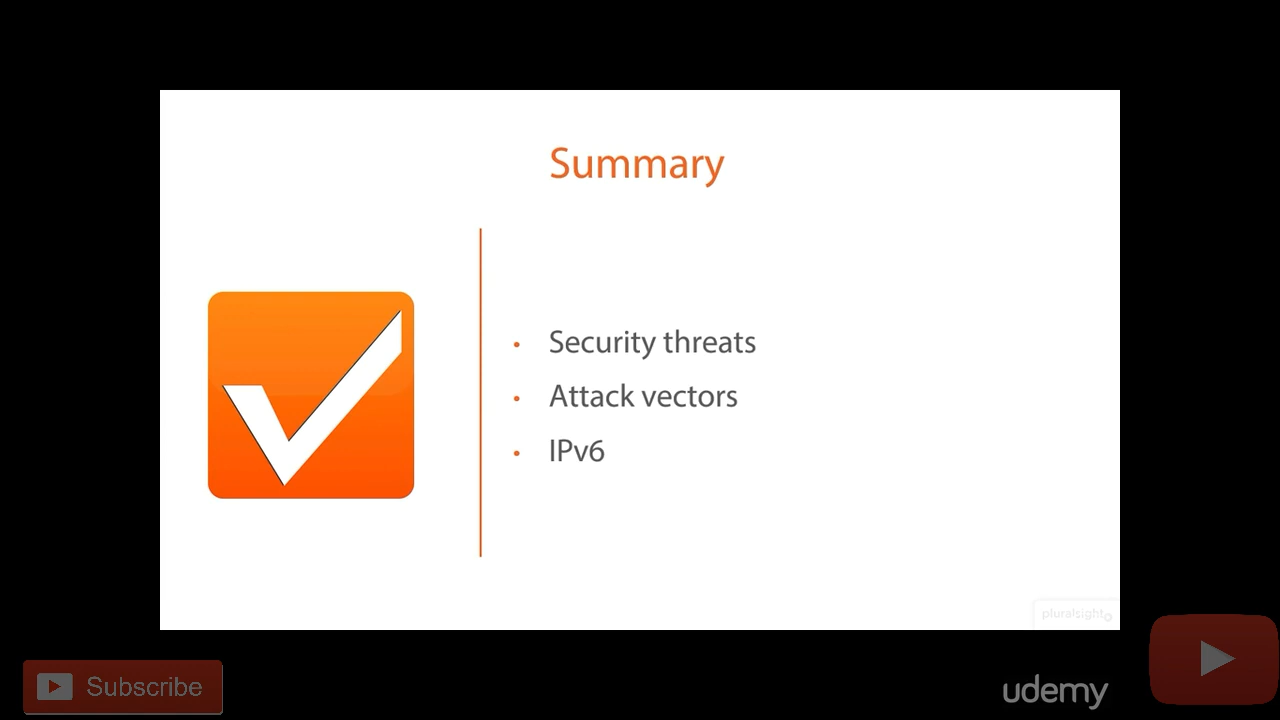 Summary
• Security threats
• Attack vectors
• IPv6
pluralsight
Subscribe
udemy